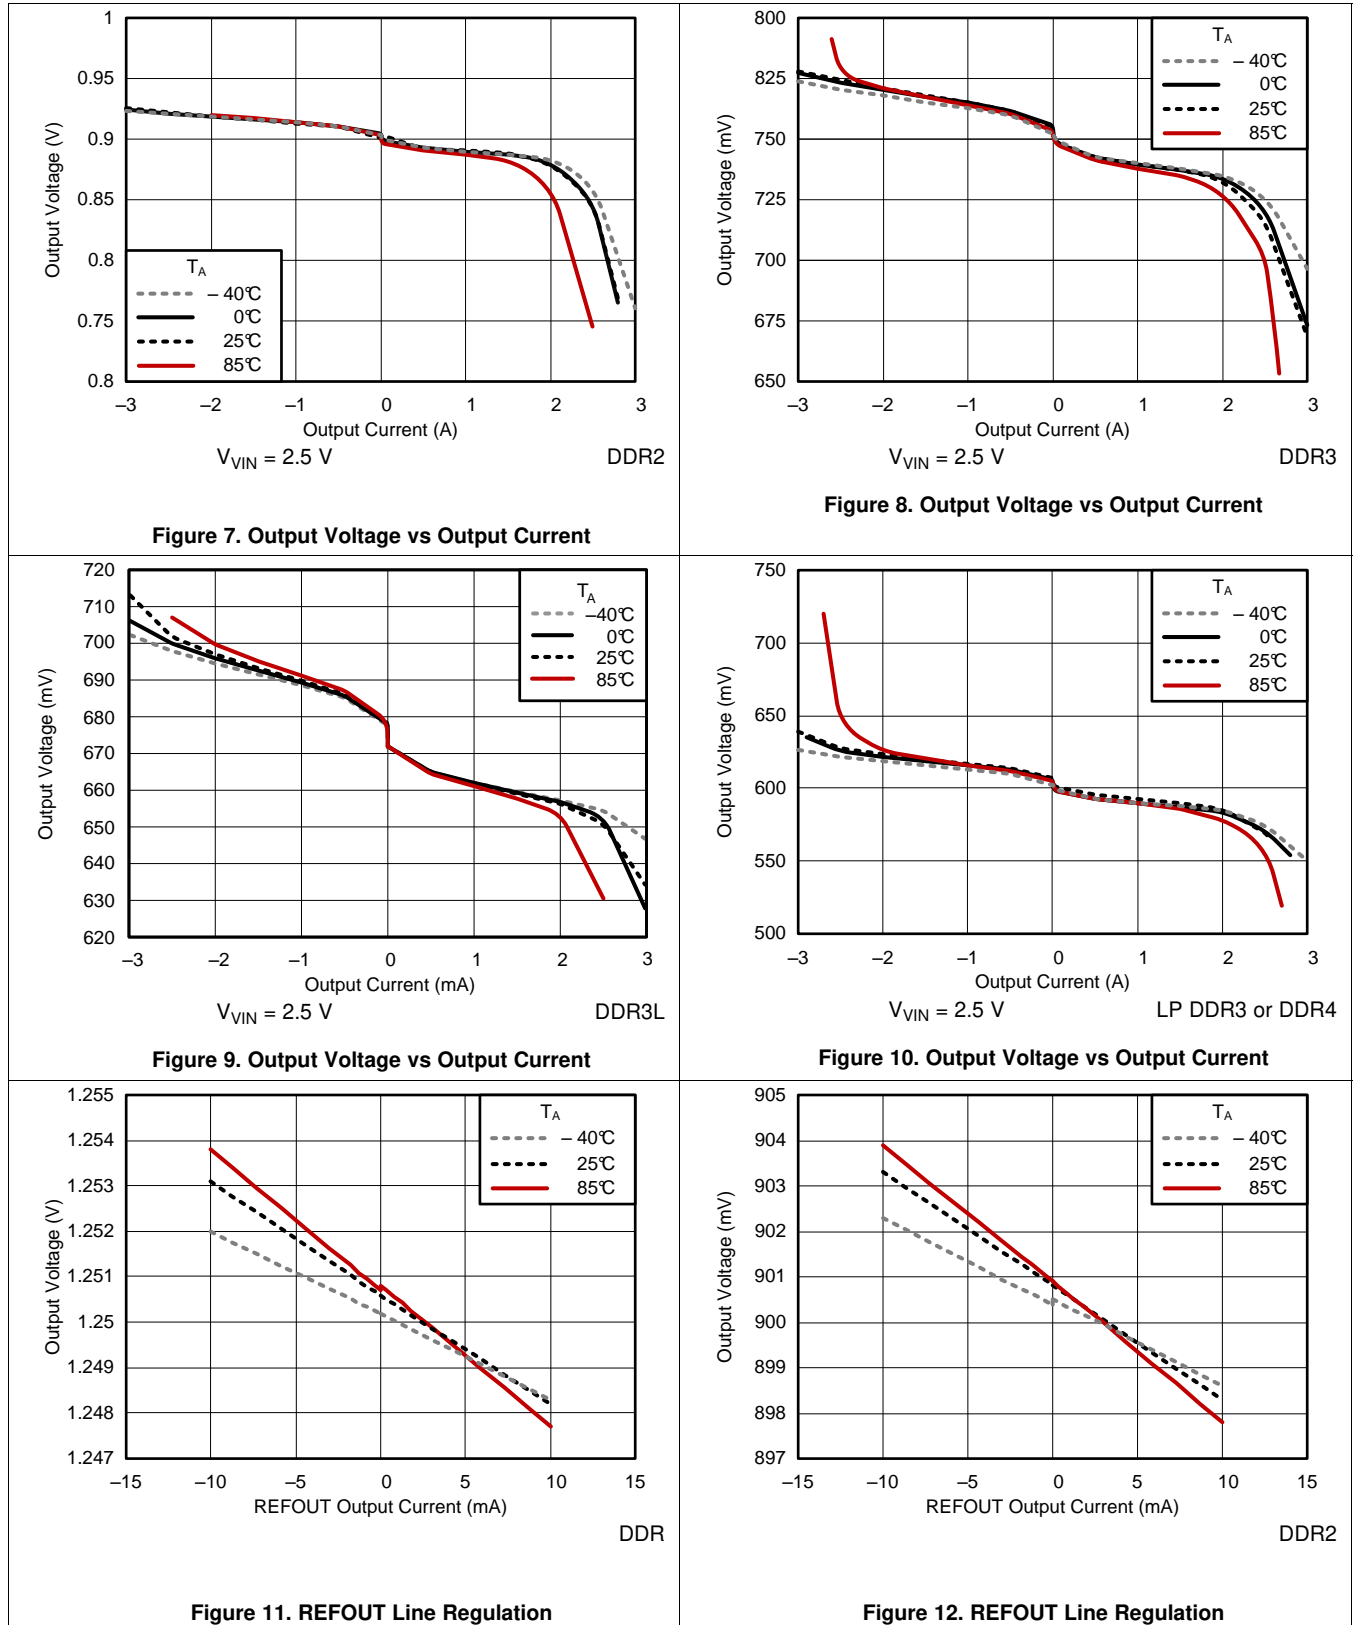 1
0.95
0.9
0.85
0.8
0.75
0.8
Output Voltage (V)
T_A
– 40°C
0°C
25°C
85°C
–3 –2 –1 0 1 2 3
Output Current (A)
V_VIN = 2.5 V DDR2
Figure 7. Output Voltage vs Output Current
800
825
750
725
700
675
650
Output Voltage (mV)
T_A
– 40°C
0°C
25°C
85°C
–3 –2 –1 0 1 2 3
Output Current (A)
V_VIN = 2.5 V DDR3
Figure 8. Output Voltage vs Output Current
720
710
700
690
680
670
660
650
640
630
620
Output Voltage (mV)
T_A
–40°C
0°C
25°C
85°C
–3 –2 –1 0 1 2 3
Output Current (mA)
V_VIN = 2.5 V DDR3L
Figure 9. Output Voltage vs Output Current
750
700
650
600
550
500
Output Voltage (mV)
T_A
– 40°C
0°C
25°C
85°C
–3 –2 –1 0 1 2 3
Output Current (A)
V_VIN = 2.5 V LP DDR3 or DDR4
Figure 10. Output Voltage vs Output Current
1.255
1.254
1.253
1.252
1.251
1.25
1.249
1.248
1.247
Output Voltage (V)
T_A
– 40°C
25°C
85°C
–15 –10 –5 0 5 10 15
REFOUT Output Current (mA)
DDR
Figure 11. REFOUT Line Regulation
905
904
903
902
901
900
899
898
897
Output Voltage (mV)
T_A
– 40°C
25°C
85°C
–15 –10 –5 0 5 10 15
REFOUT Output Current (mA)
DDR2
Figure 12. REFOUT Line Regulation